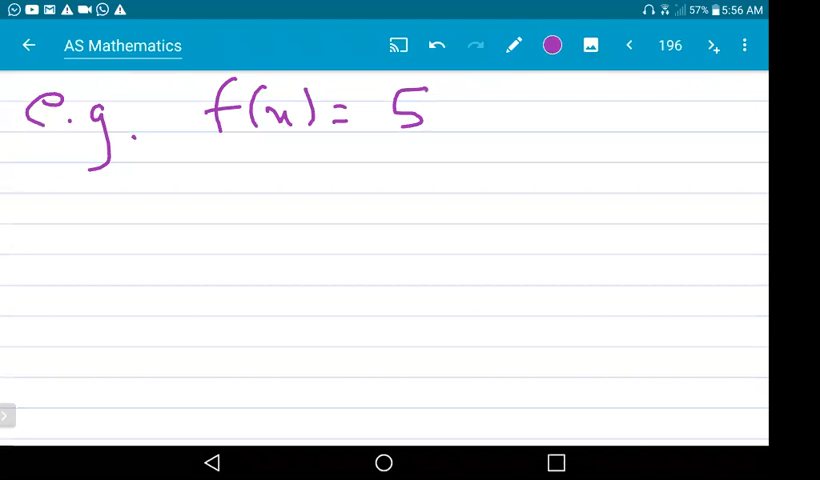 57% 5:56 AM
AS Mathematics 196
e.g. f(x) = 5